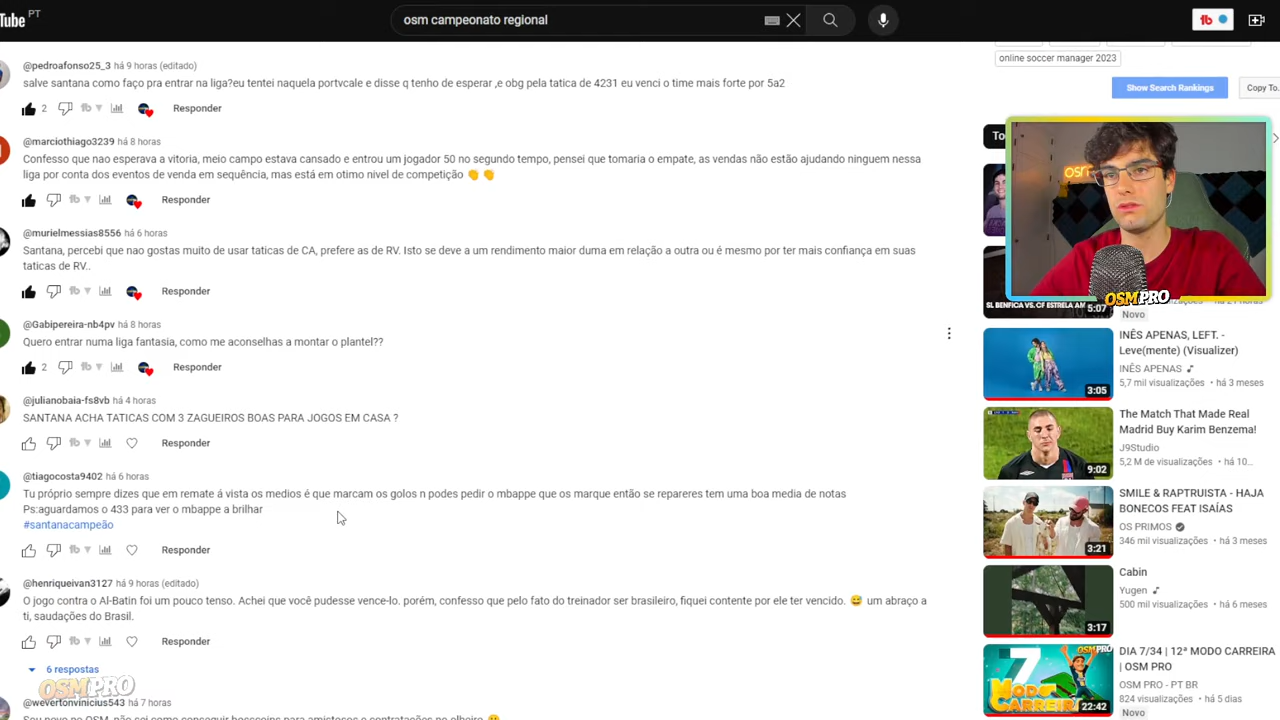 Tube PT
osm campeonato regional
@pedroafonso25_3 há 9 horas (editado)
salve santana como faço pra entrar na liga?eu tentei naquela portvcale e disse q tenho de esperar ,e obg pela tatica de 4231 eu venci o time mais forte por 5a2
2
Responder
@marciothiago3239 há 8 horas
Confesso que nao esperava a vitoria, meio campo estava cansado e entrou um jogador 50 no segundo tempo, pensei que tomaria o empate, as vendas não estão ajudando ninguem nessa
liga por conta dos eventos de venda em sequência, mas está em otimo nivel de competição 👏 👏
Responder
@murielmessias8556 há 6 horas
Santana, percebi que nao gostas muito de usar taticas de CA, prefere as de RV. Isto se deve a um rendimento maior duma em relação a outra ou é mesmo por ter mais confiança em suas
taticas de RV..
Responder
@Gabipereira-nb4pv há 8 horas
Quero entrar numa liga fantasia, como me aconselhas a montar o plantel??
2
Responder
@julianobaia-fs8vb há 4 horas
SANTANA ACHA TATICAS COM 3 ZAGUEIROS BOAS PARA JOGOS EM CASA ?
Responder
@tiagocosta9402 há 6 horas
Tu próprio sempre dizes que em remate á vista os medios é que marcam os golos n podes pedir o mbappe que os marque então se reparares tem uma boa media de notas
Ps:aguardamos o 433 para ver o mbappe a brilhar
#santanacampeão
Responder
@henriqueivan3127 há 9 horas (editado)
O jogo contra o Al-Batin foi um pouco tenso. Achei que você pudesse vence-lo. porém, confesso que pelo fato do treinador ser brasileiro, fiquei contente por ele ter vencido. 😅 um abraço a
ti, saudações do Brasil.
Responder
6 respostas
OSMPRO
@wevertonvinicius543 há 7 horas
online soccer manager 2023
Show Search Rankings
Copy To.
To
OSM
OSMPRO
SL BENFICA VS. CF ESTRELA AM
5:07
Novo
INÊS APENAS, LEFT. -
Leve(mente) (Visualizer)
INÊS APENAS
5,7 mil visualizações • há 3 meses
3:05
The Match That Made Real
Madrid Buy Karim Benzema!
J9Studio
5,2 M de visualizações • há 10...
9:02
SMILE & RAPTRUISTA - HAJA
BONECOS FEAT ISAÍAS
OS PRIMOS
346 mil visualizações • há 3 meses
3:21
Cabin
Yugen
500 mil visualizações • há 6 meses
3:17
DIA 7/34 | 12ª MODO CARREIRA
| OSM PRO
OSM PRO - PT BR
824 visualizações • há 5 dias
Novo
7 MODO CARREIRA
OSMPRO
22:42